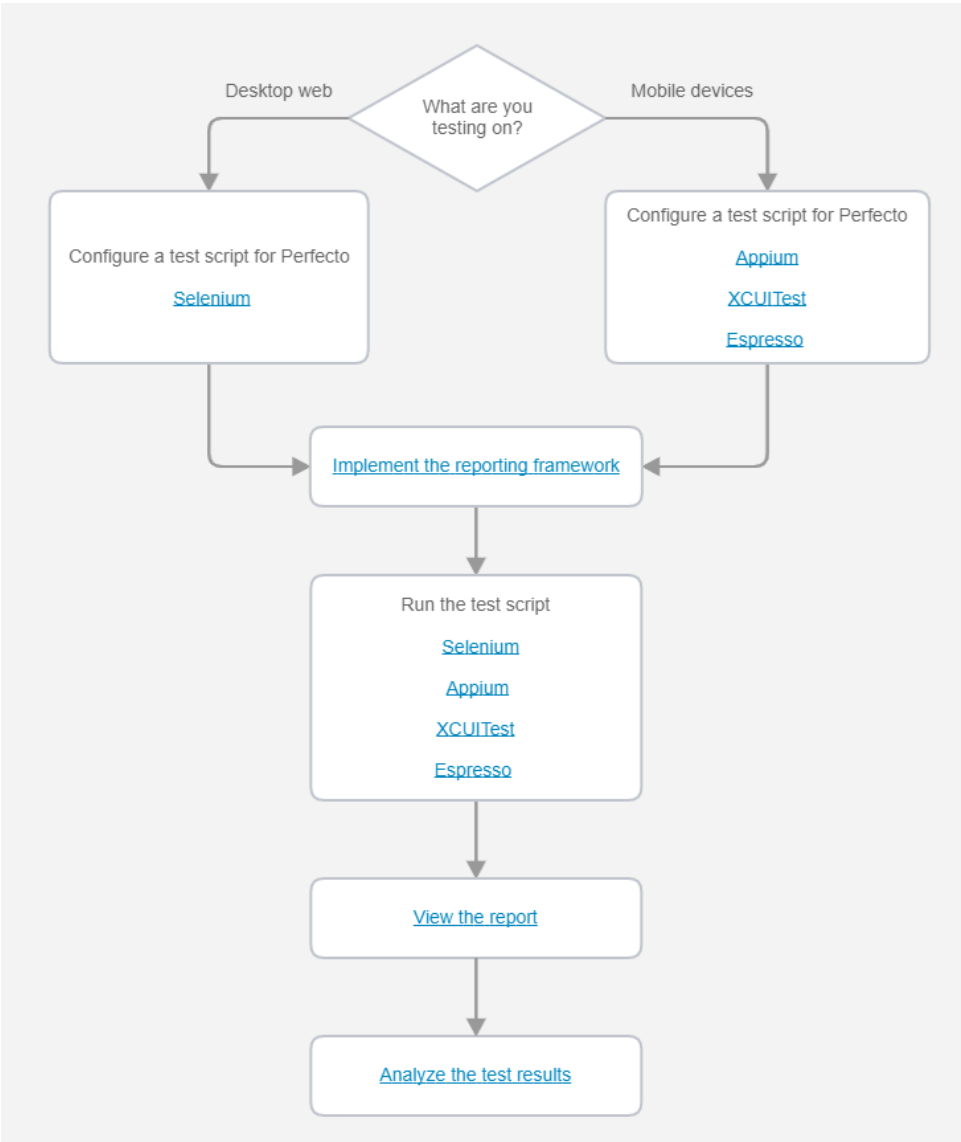 Desktop web
What are you
testing on?
Mobile devices
Configure a test script for Perfecto
Selenium
Configure a test script for Perfecto
Appium
XCUITest
Espresso
Implement the reporting framework
Run the test script
Selenium
Appium
XCUITest
Espresso
View the report
Analyze the test results